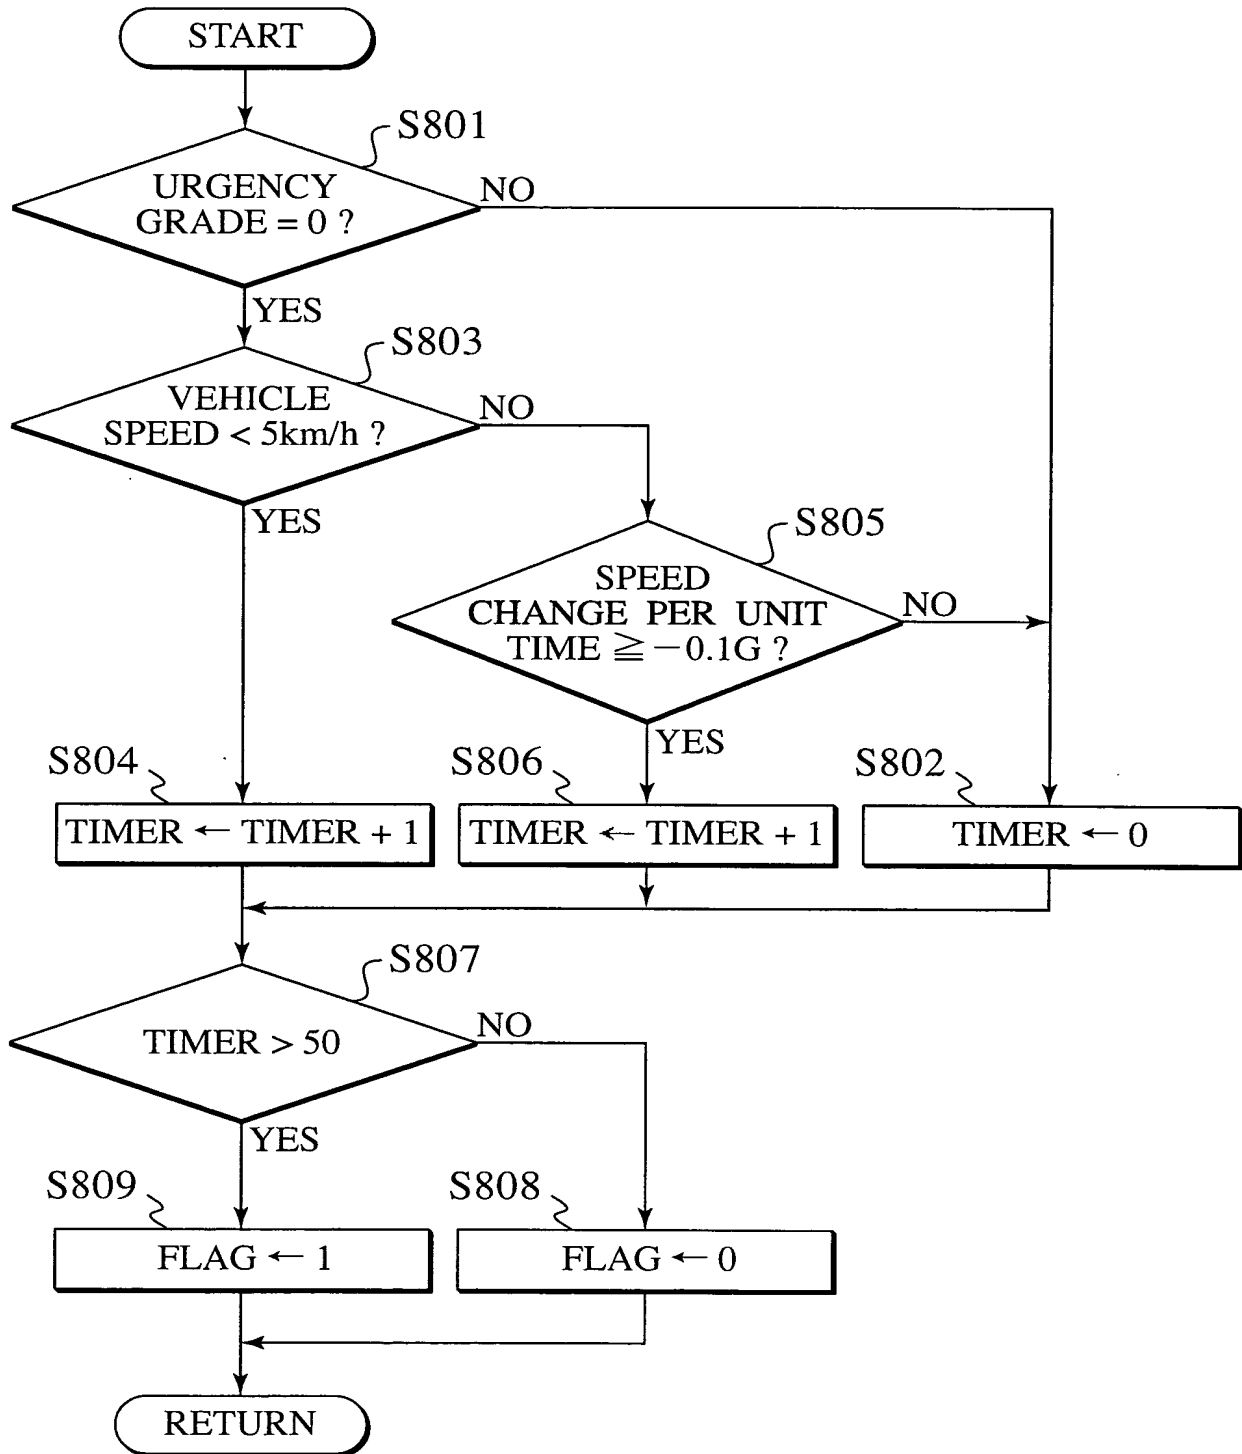 START
S801
URGENCY
GRADE = 0 ?
NO
YES
S803
VEHICLE
SPEED < 5km/h ?
NO
YES
S805
SPEED
CHANGE PER UNIT
TIME ≧ −0.1G ?
NO
YES
S804
TIMER ← TIMER + 1
S806
TIMER ← TIMER + 1
S802
TIMER ← 0
S807
TIMER > 50
NO
YES
S809
FLAG ← 1
S808
FLAG ← 0
RETURN